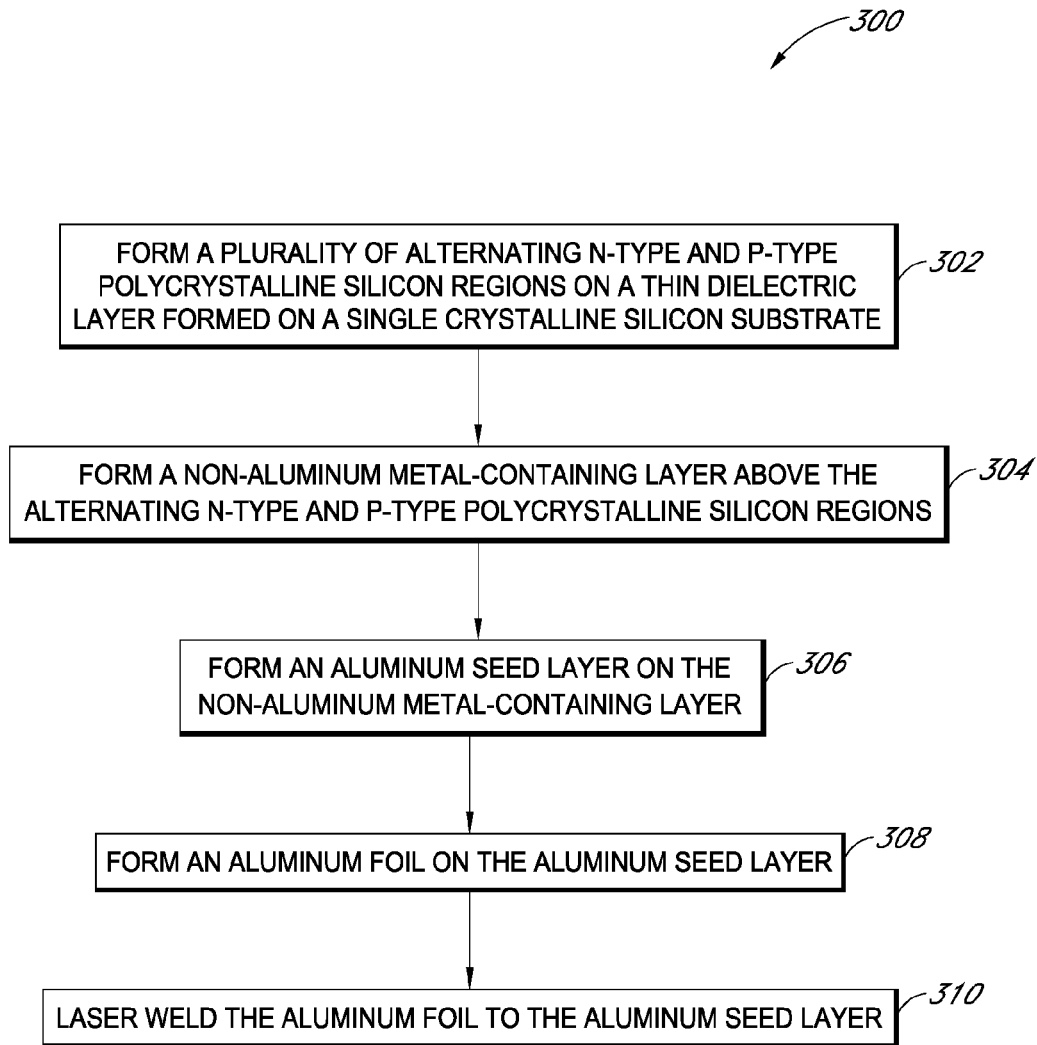 300
FORM A PLURALITY OF ALTERNATING N-TYPE AND P-TYPE
POLYCRYSTALLINE SILICON REGIONS ON A THIN DIELECTRIC
LAYER FORMED ON A SINGLE CRYSTALLINE SILICON SUBSTRATE
302
FORM A NON-ALUMINUM METAL-CONTAINING LAYER ABOVE THE
ALTERNATING N-TYPE AND P-TYPE POLYCRYSTALLINE SILICON REGIONS
304
FORM AN ALUMINUM SEED LAYER ON THE
NON-ALUMINUM METAL-CONTAINING LAYER
306
FORM AN ALUMINUM FOIL ON THE ALUMINUM SEED LAYER
308
LASER WELD THE ALUMINUM FOIL TO THE ALUMINUM SEED LAYER
310